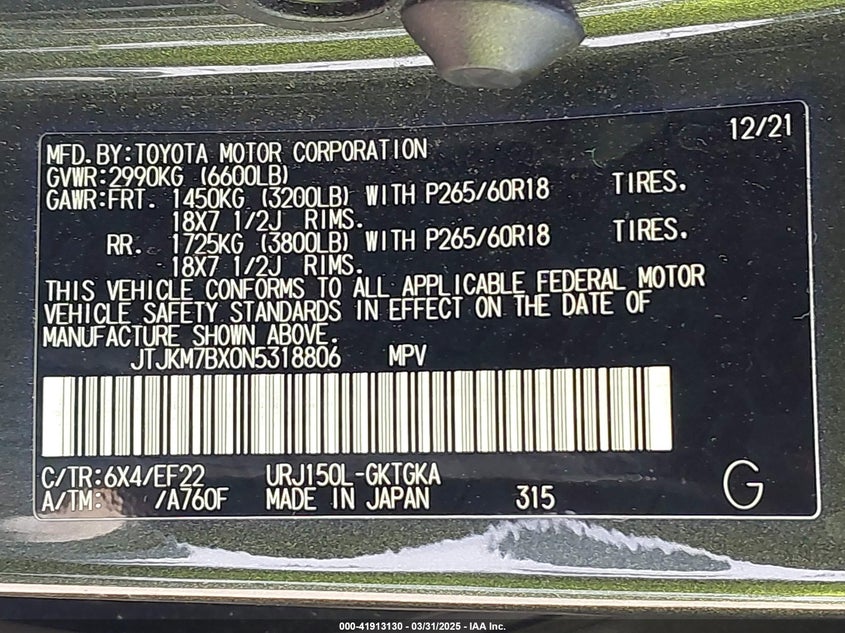 12/21
MFD.BY:TOYOTA MOTOR CORPORATION
GVWR:2990KG (6600LB)
GAWR:FRT. 1450KG (3200LB) WITH P265/60R18 TIRES.
18X7 1/2J RIMS.
RR. 1725KG (3800LB) WITH P265/60R18 TIRES.
18X7 1/2J RIMS.
THIS VEHICLE CONFORMS TO ALL APPLICABLE FEDERAL MOTOR
VEHICLE SAFETY STANDARDS IN EFFECT ON THE DATE OF
MANUFACTURE SHOWN ABOVE.
JTJKM7BX0N5318806 MPV
C/TR:6X4/EF22 URJ150L-GKTGKA
A/TM: /A760F MADE IN JAPAN 315 G
000-41913130 - 03/31/2025 - IAA Inc.